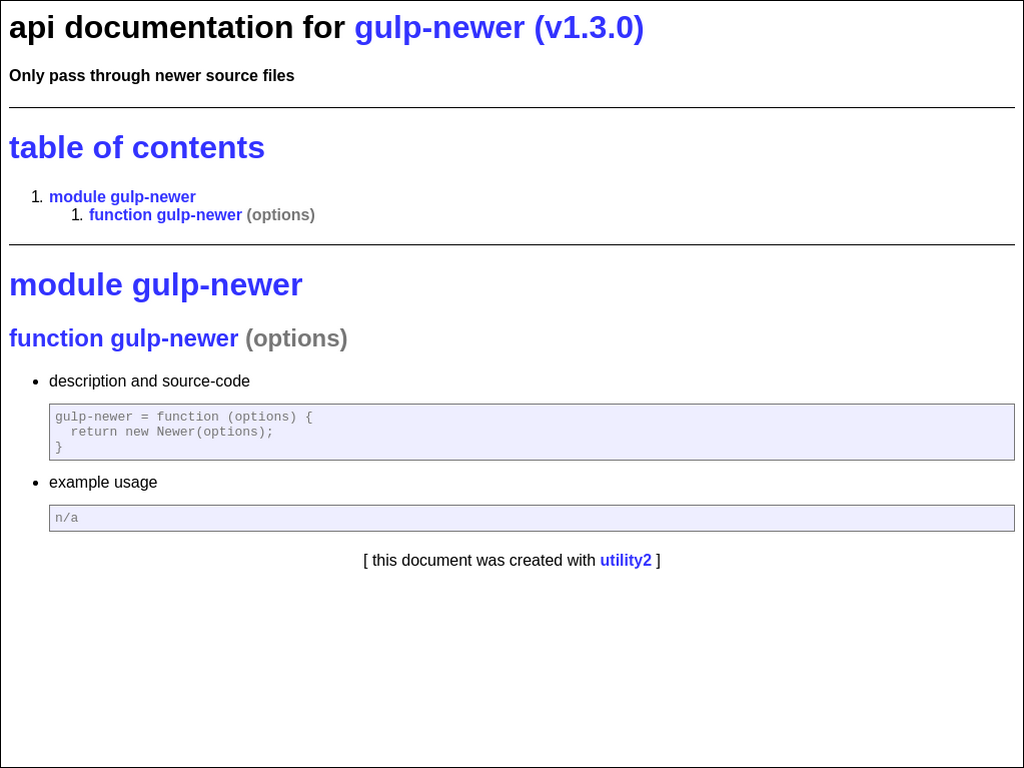 api documentation for gulp-newer (v1.3.0)
Only pass through newer source files
table of contents
1. module gulp-newer
1. function gulp-newer (options)
module gulp-newer
function gulp-newer (options)
• description and source-code
gulp-newer = function (options) {
  return new Newer(options);
}
• example usage
n/a
[ this document was created with utility2 ]